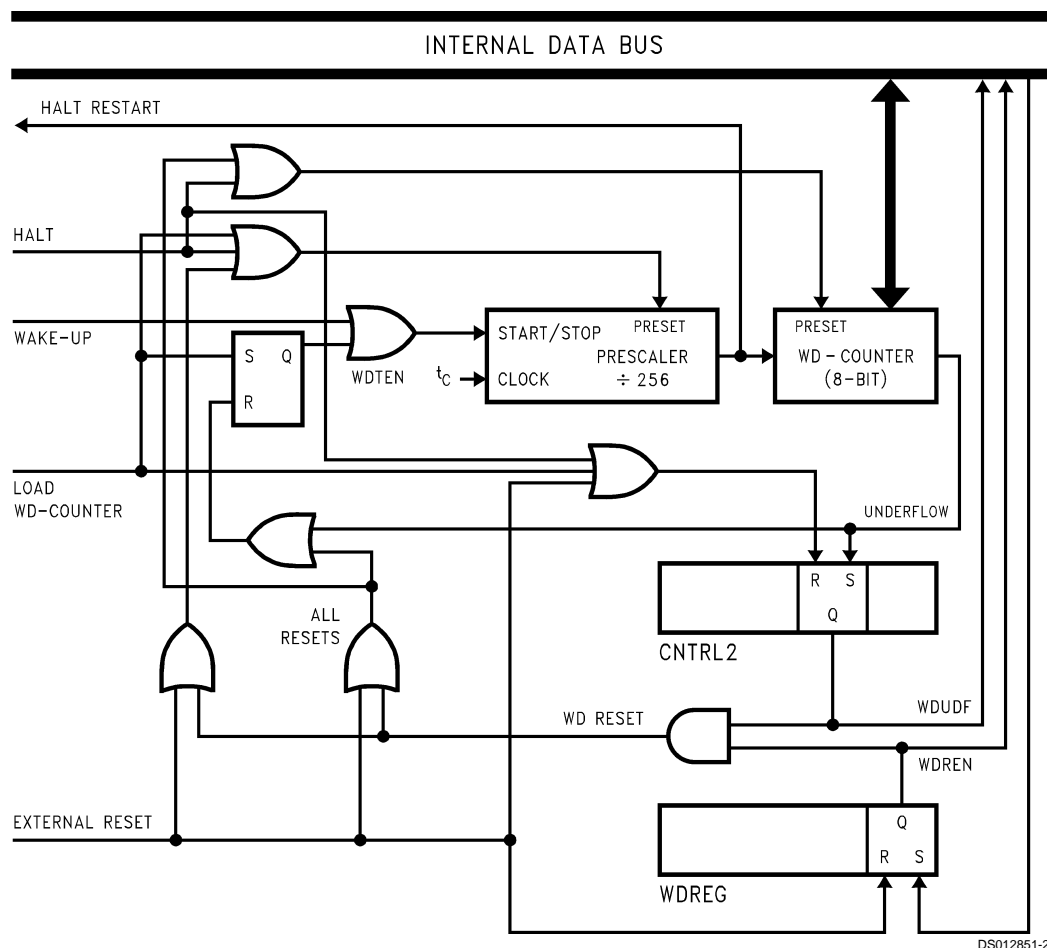 INTERNAL DATA BUS
HALT RESTART
HALT
WAKE-UP
WDTEN
S Q
R
START/STOP PRESET
PRESCALER
÷ 256
tC CLOCK
PRESET
WD-COUNTER
(8-BIT)
LOAD
WD-COUNTER
UNDERFLOW
R S
Q
CNTRL2
ALL
RESETS
WD RESET
WDUDF
WDREN
EXTERNAL RESET
Q
R S
WDREG
DS012851-2